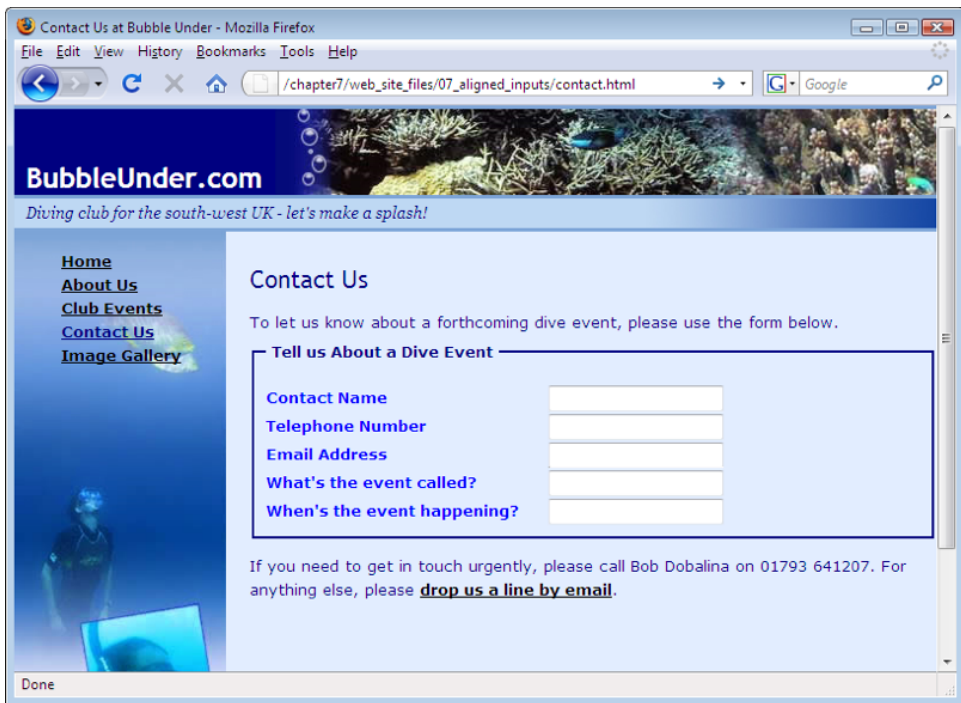 Contact Us at Bubble Under - Mozilla Firefox
File Edit View History Bookmarks Tools Help
/chapter7/web_site_files/07_aligned_inputs/contact.html
G Google
BubbleUnder.com
Diving club for the south-west UK - let's make a splash!
Home
About Us
Club Events
Contact Us
Image Gallery
Contact Us
To let us know about a forthcoming dive event, please use the form below.
Tell us About a Dive Event
Contact Name
Telephone Number
Email Address
What's the event called?
When's the event happening?
If you need to get in touch urgently, please call Bob Dobalina on 01793 641207. For
anything else, please drop us a line by email.
Done